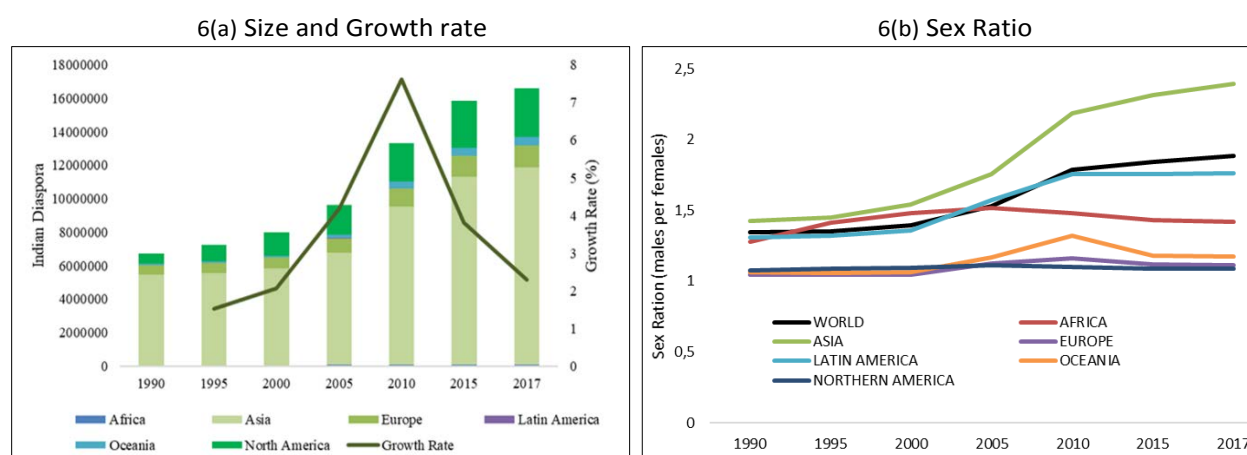 6(a) Size and Growth rate
18000000
16000000
14000000
12000000
10000000
8000000
6000000
4000000
2000000
0
Indian Diaspora
8
7
6
5
4
3
2
1
0
Growth Rate (%)
1990 1995 2000 2005 2010 2015 2017
Africa Asia Europe Latin America
Oceania North America Growth Rate
6(b) Sex Ratio
2,5
2
1,5
1
0,5
0
Sex Ration (males per females)
WORLD AFRICA
ASIA EUROPE
LATIN AMERICA OCEANIA
NORTHERN AMERICA
1990 1995 2000 2005 2010 2015 2017